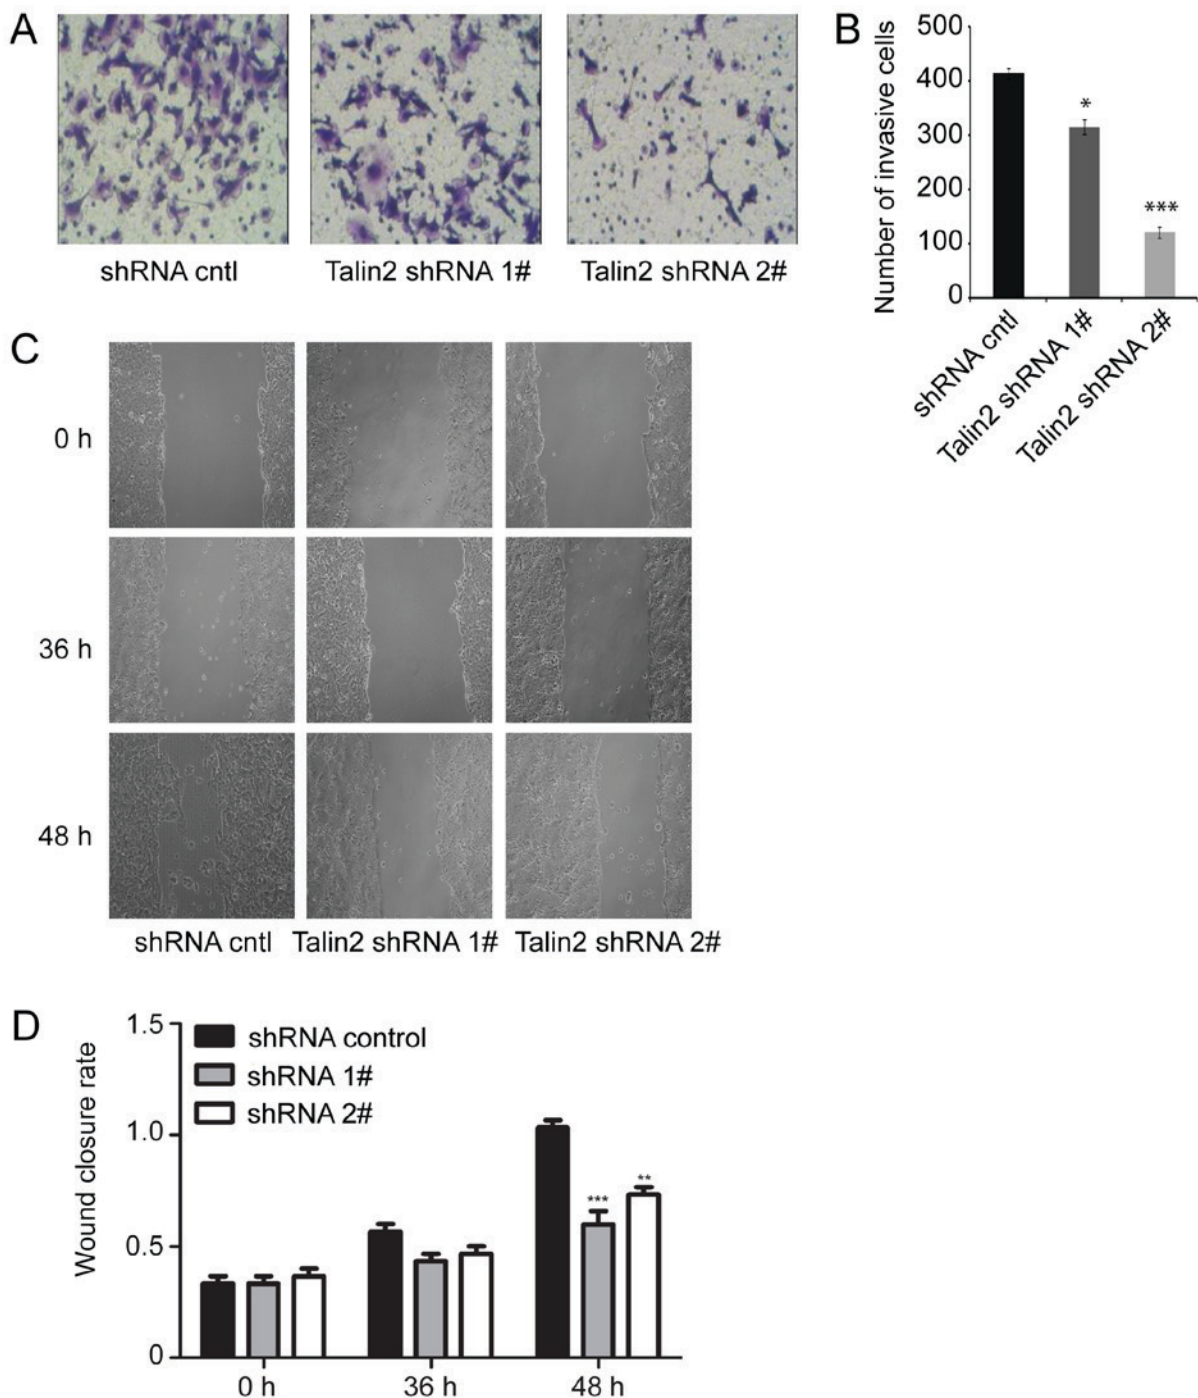 A
shRNA cntl
Talin2 shRNA 1#
Talin2 shRNA 2#
B
Number of invasive cells
500
400
300
200
100
0
*
***
shRNA cntl
Talin2 shRNA 1#
Talin2 shRNA 2#
C
0 h
36 h
48 h
shRNA cntl
Talin2 shRNA 1#
Talin2 shRNA 2#
D
Wound closure rate
1.5
1.0
0.5
0
shRNA control
shRNA 1#
shRNA 2#
***
**
0 h
36 h
48 h